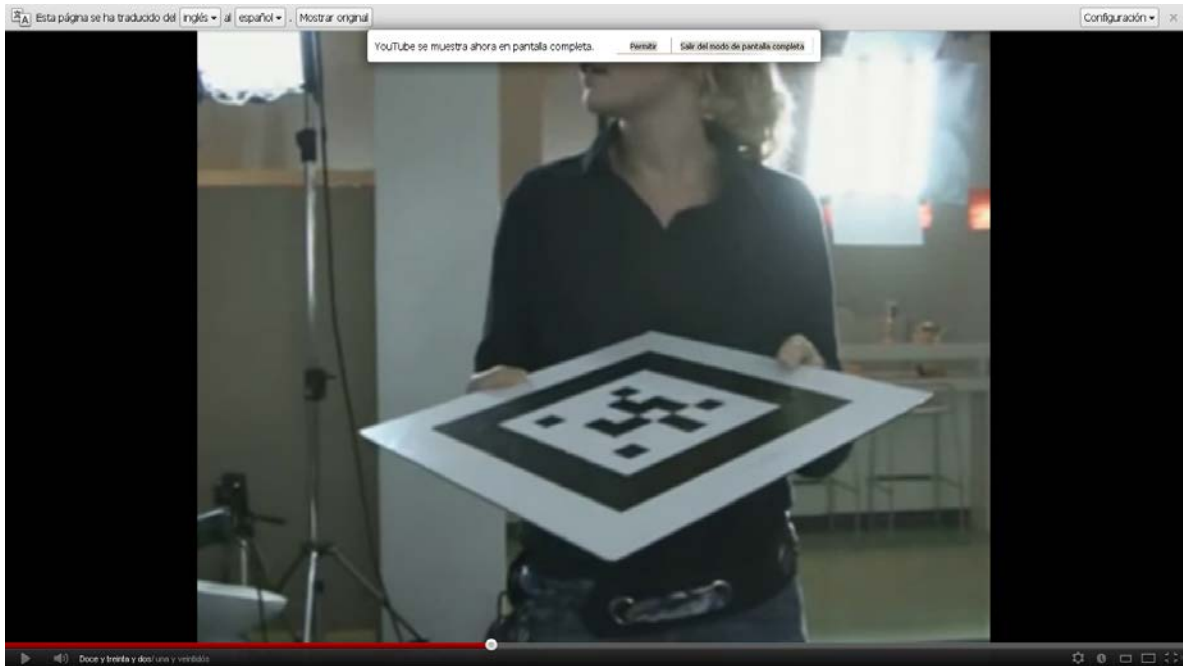 Esta página se ha traducido del inglés al español. Mostrar original Configuración
YouTube se muestra ahora en pantalla completa. Permitir Salir del modo de pantalla completa
Doce y treinta y dos/ una y veintidós